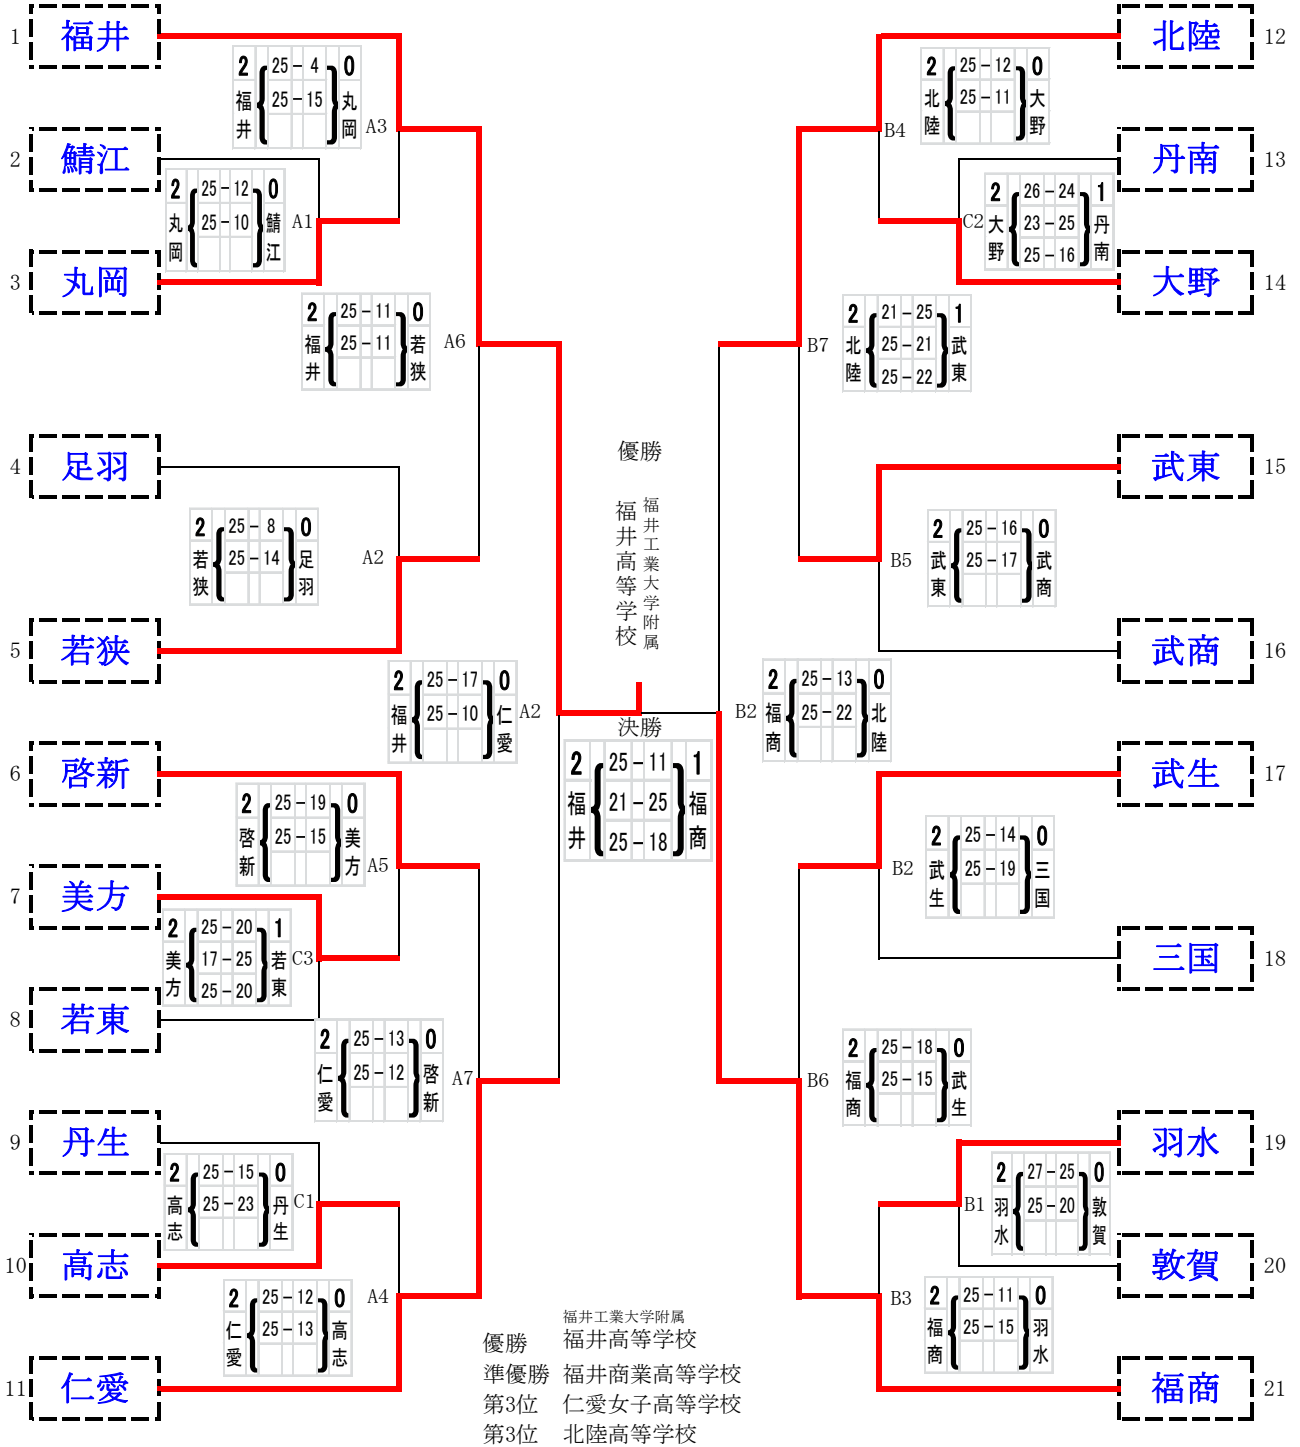 1 福井
2 鯖江
3 丸岡
4 足羽
5 若狭
6 啓新
7 美方
8 若東
9 丹生
10 高志
11 仁愛
2 福井 25-4 25-15 0 丸岡
A3
2 丸岡 25-12 25-10 0 鯖江
A1
2 福井 25-11 25-11 0 若狭
A6
2 若狭 25-8 25-14 0 足羽
A2
2 福井 25-17 25-10 0 仁愛
A2
2 啓新 25-19 25-15 0 美方
A5
2 美方 25-20 17-25 25-20 1 若東
C3
2 仁愛 25-13 25-12 0 啓新
A7
2 高志 25-15 25-23 0 丹生
C1
2 仁愛 25-12 25-13 0 高志
A4
優勝
福井工業大学附属
福井高等学校
決勝
2 福井 25-11 21-25 25-18 1 福商
北陸 12
丹南 13
大野 14
武東 15
武商 16
武生 17
三国 18
羽水 19
敦賀 20
福商 21
2 北陸 25-12 25-11 0 大野
B4
2 大野 26-24 23-25 25-16 1 丹南
C2
2 北陸 21-25 25-21 25-22 1 武東
B7
2 武東 25-16 25-17 0 武商
B5
2 福商 25-13 25-22 0 北陸
B2
2 武生 25-14 25-19 0 三国
B2
2 福商 25-18 25-15 0 武生
B6
2 羽水 27-25 25-20 0 敦賀
B1
2 福商 25-11 25-15 0 羽水
B3
福井工業大学附属
優勝 福井高等学校
準優勝 福井商業高等学校
第3位 仁愛女子高等学校
第3位 北陸高等学校